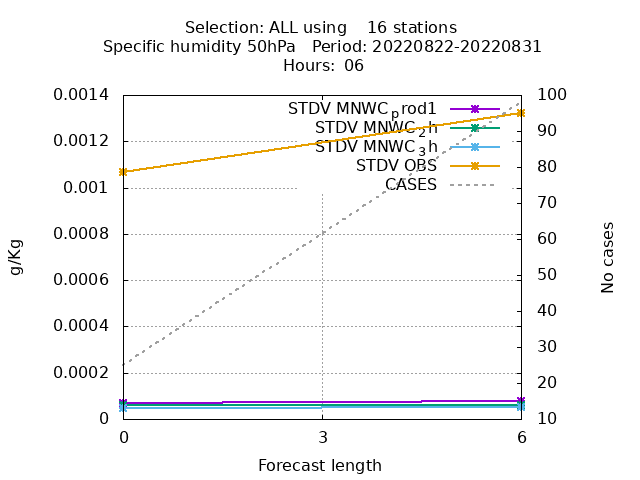 Selection: ALL using    16 stations
Specific humidity 50hPa   Period: 20220822-20220831
Hours:  06
0.0014
0.0012
0.001
0.0008
0.0006
0.0004
0.0002
0
g/Kg
STDV MNWC_prod1
STDV MNWC_2h
STDV MNWC_3h
STDV OBS
CASES
100
90
80
70
60
50
40
30
20
10
No cases
0 3 6
Forecast length